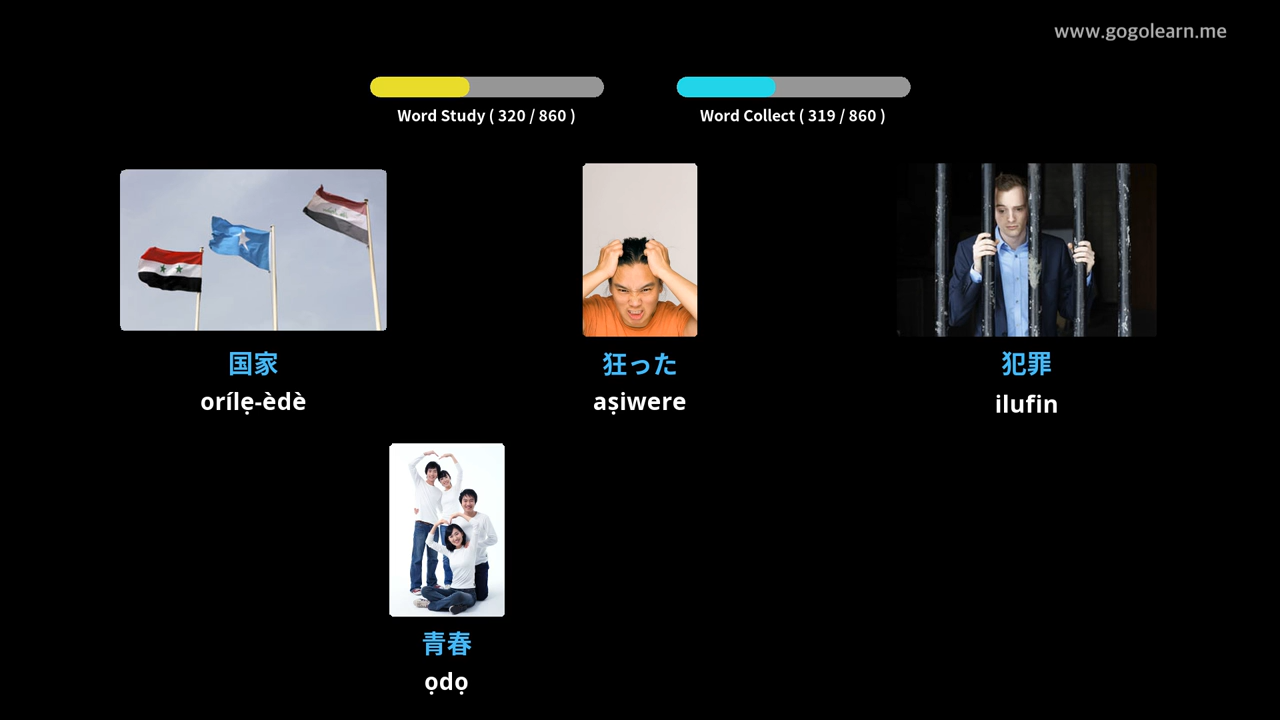 www.gogolearn.me
Word Study ( 320 / 860 )
Word Collect ( 319 / 860 )
国家
orílẹ-èdè
狂った
aṣiwere
犯罪
ilufin
青春
ọdọ